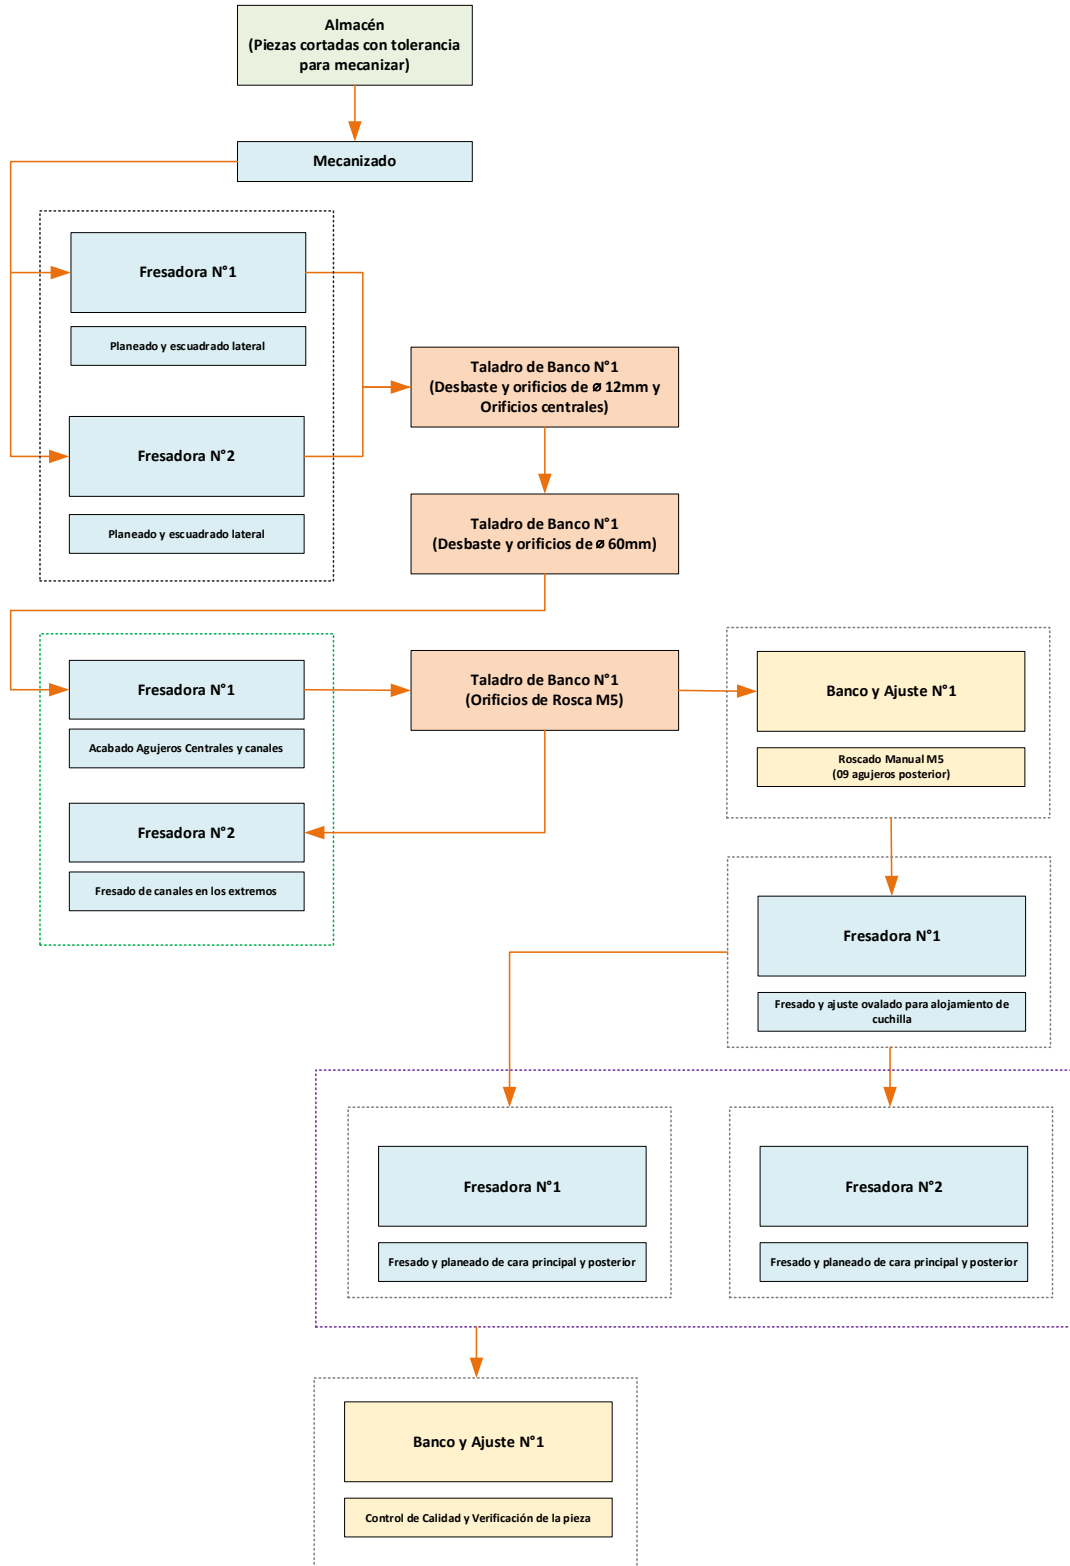 Almacén
(Piezas cortadas con tolerancia
para mecanizar)
Mecanizado
Fresadora N°1
Planeado y escuadrado lateral
Taladro de Banco N°1
(Desbaste y orificios de ø 12mm y
Orificios centrales)
Fresadora N°2
Planeado y escuadrado lateral
Taladro de Banco N°1
(Desbaste y orificios de ø 60mm)
Fresadora N°1
Acabado Agujeros Centrales y canales
Taladro de Banco N°1
(Orificios de Rosca M5)
Banco y Ajuste N°1
Roscado Manual M5
(09 agujeros posterior)
Fresadora N°2
Fresado de canales en los extremos
Fresadora N°1
Fresado y ajuste ovalado para alojamiento de
cuchilla
Fresadora N°1
Fresado y planeado de cara principal y posterior
Fresadora N°2
Fresado y planeado de cara principal y posterior
Banco y Ajuste N°1
Control de Calidad y Verificación de la pieza